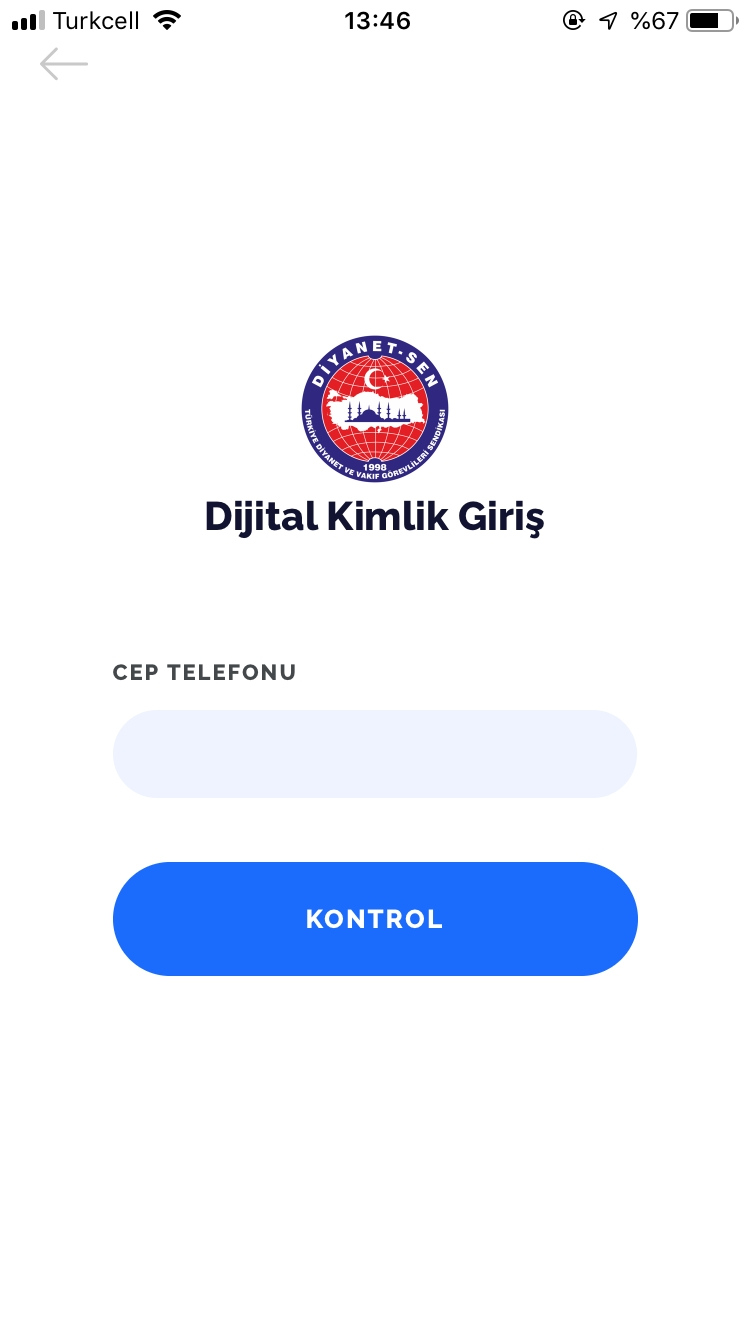 Turkcell 13:46 %67
DİYANET-SEN
1998
TÜRKİYE DİYANET VE VAKIF GÖREVLİLERİ SENDİKASI
Dijital Kimlik Giriş
CEP TELEFONU
KONTROL